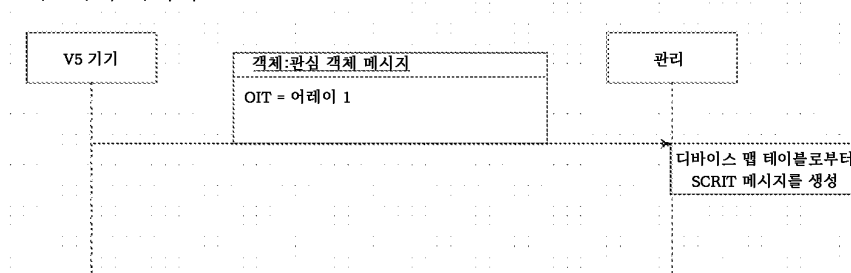 V5 기기
객체:관심 객체 메시지
관리
OIT = 어레이 1
디바이스 맵 테이블로부터
SCRIT 메시지를 생성